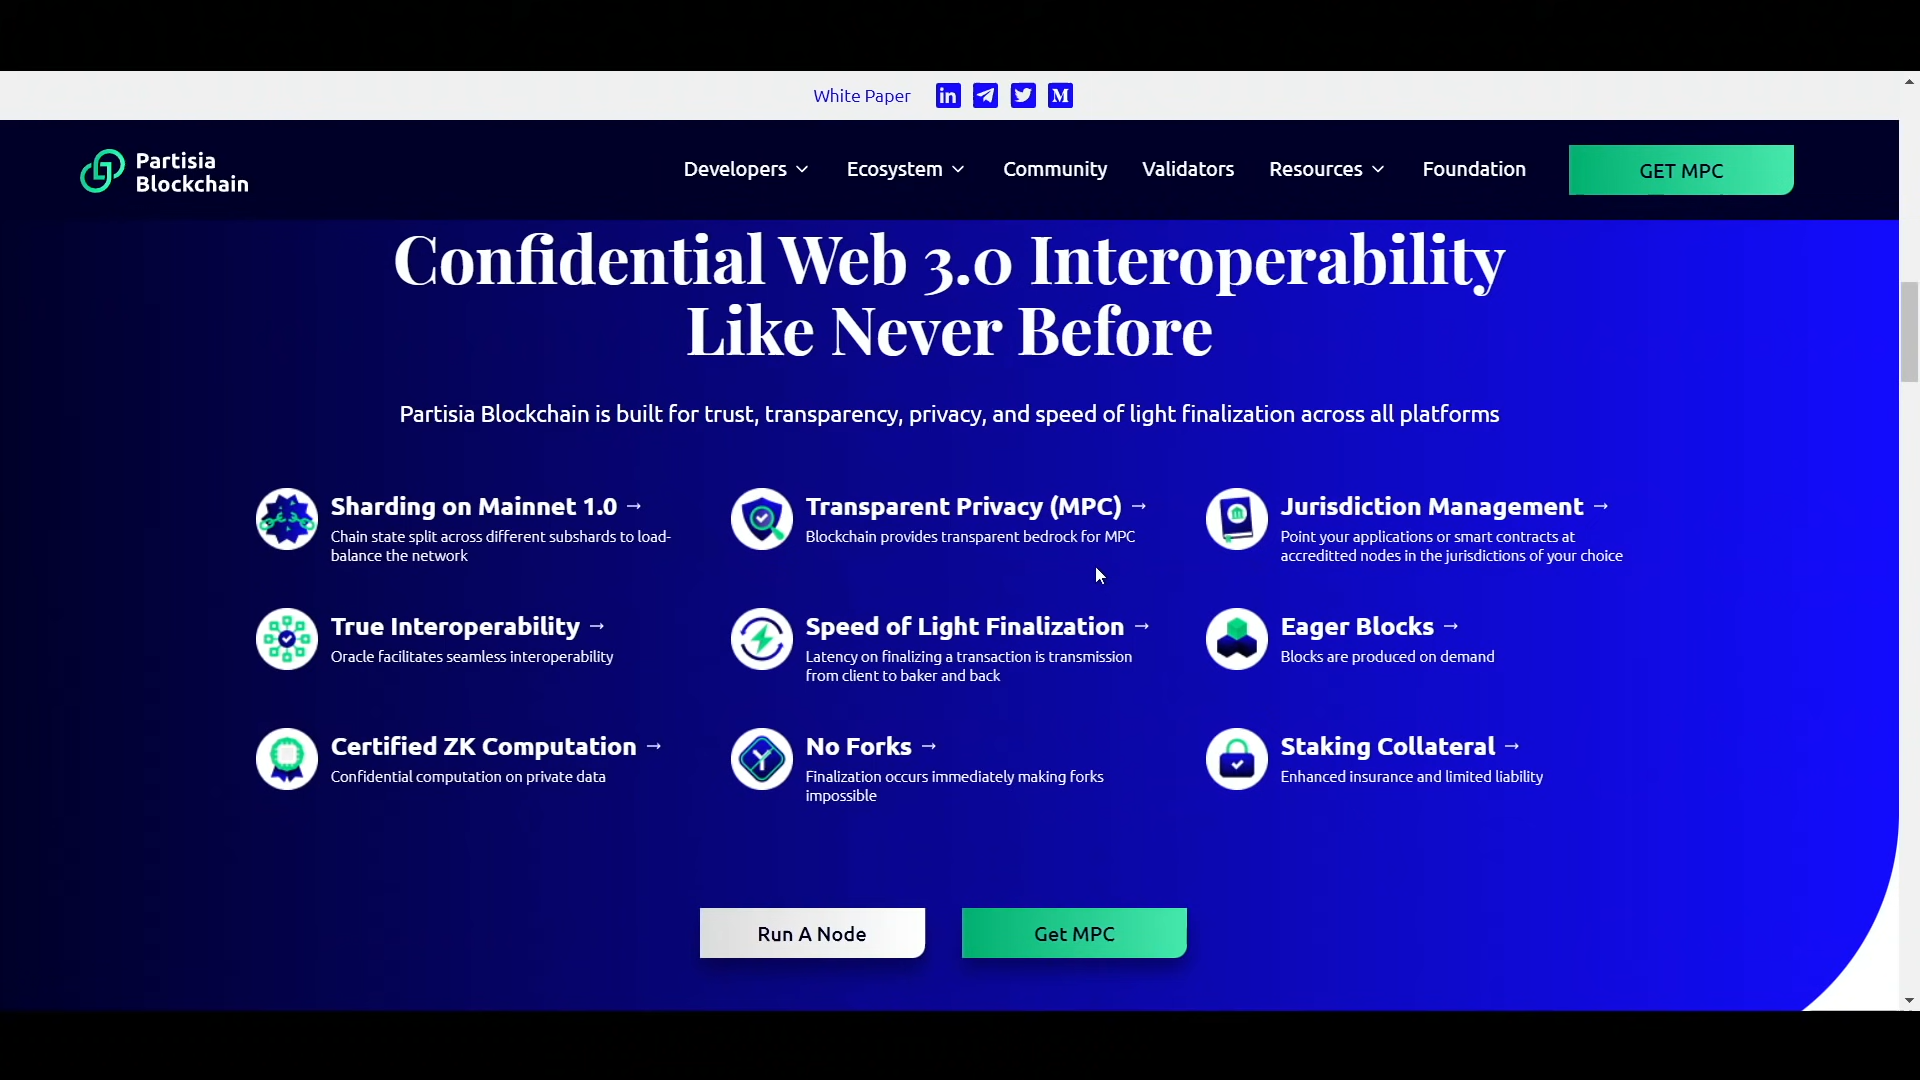 White Paper
Partisia
Blockchain
Developers
Ecosystem
Community
Validators
Resources
Foundation
GET MPC
Confidential Web 3.0 Interoperability
Like Never Before
Partisia Blockchain is built for trust, transparency, privacy, and speed of light finalization across all platforms
Sharding on Mainnet 1.0 →
Chain state split across different subshards to load-
balance the network
Transparent Privacy (MPC) →
Blockchain provides transparent bedrock for MPC
Jurisdiction Management →
Point your applications or smart contracts at
accreditted nodes in the jurisdictions of your choice
True Interoperability →
Oracle facilitates seamless interoperability
Speed of Light Finalization →
Latency on finalizing a transaction is transmission
from client to baker and back
Eager Blocks →
Blocks are produced on demand
Certified ZK Computation →
Confidential computation on private data
No Forks →
Finalization occurs immediately making forks
impossible
Staking Collateral →
Enhanced insurance and limited liability
Run A Node
Get MPC